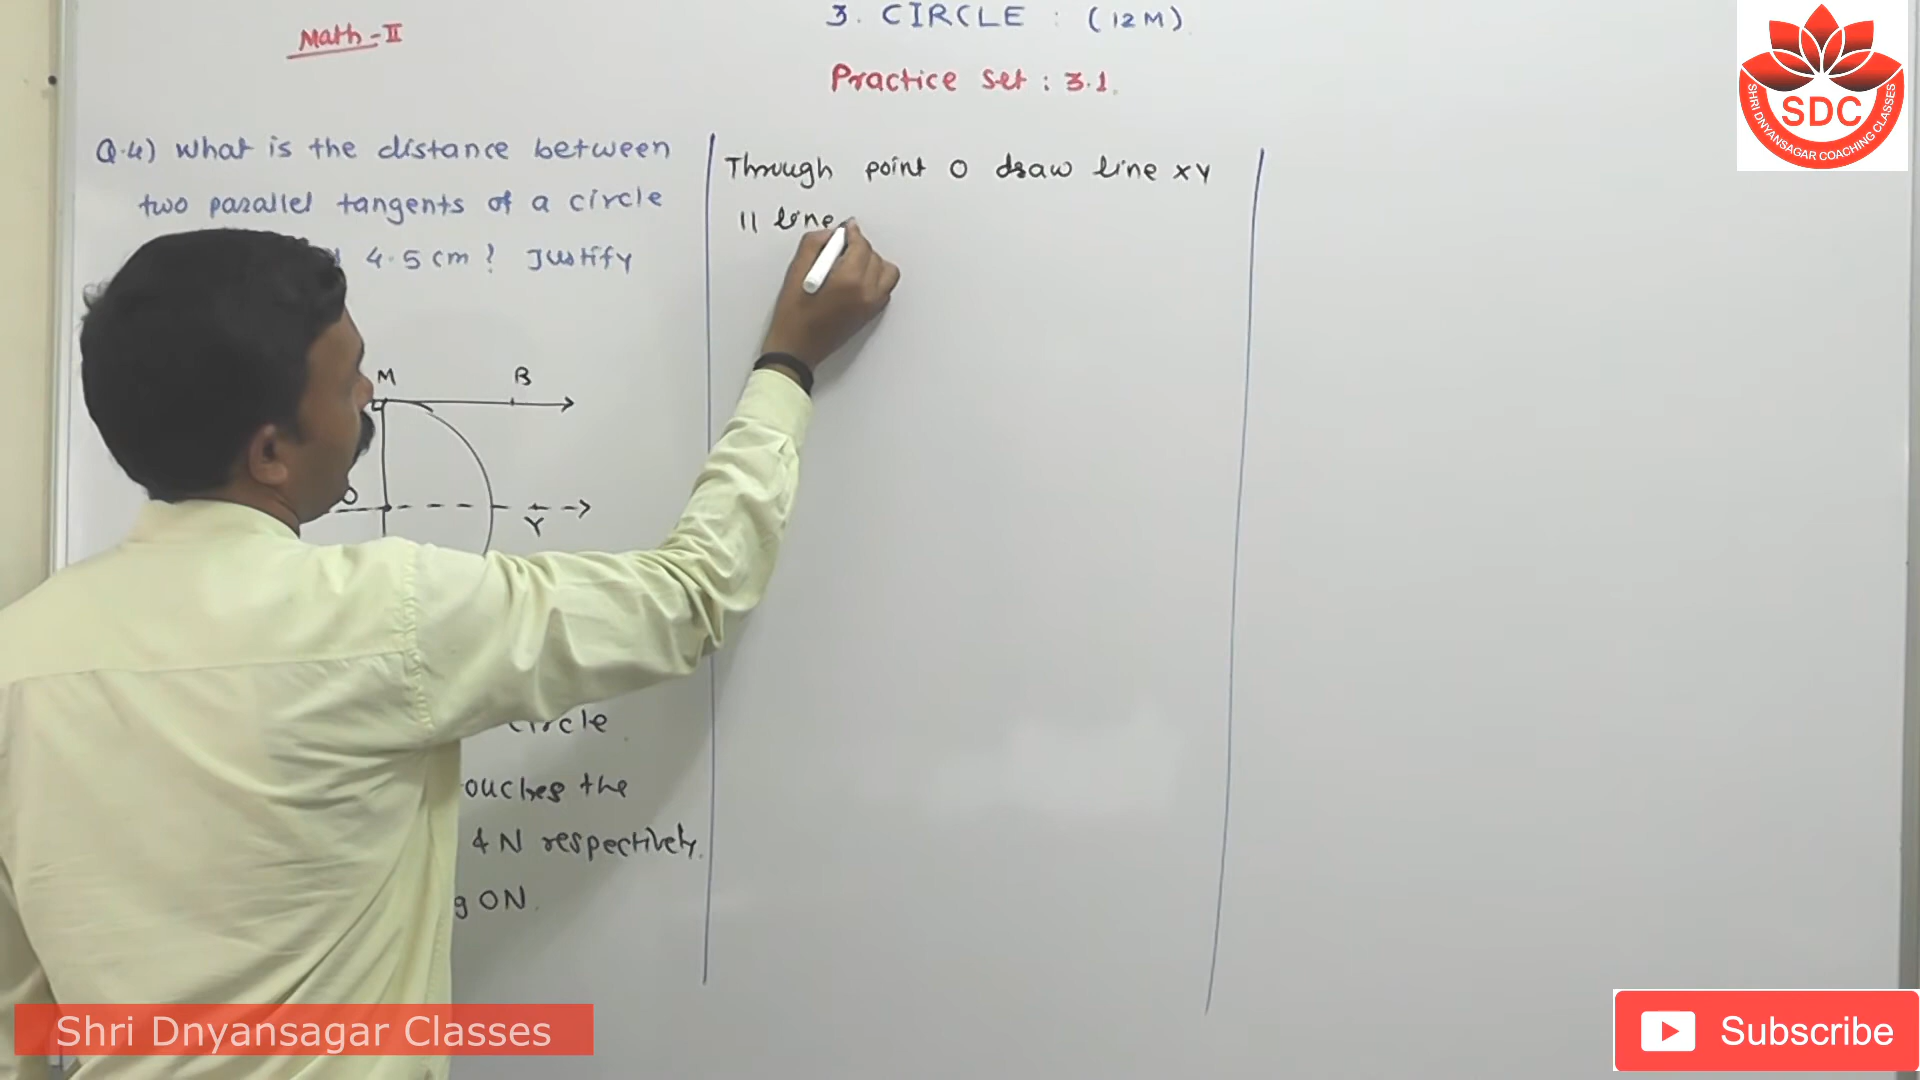 Math-II
3. CIRCLE : (12M)
Practice set : 3.1.
Q.4) What is the distance between
two parallel tangents of a circle
4.5 cm? Justify
M
B
O
Y
circle
ouches the
& N respectively.
g ON.
Through point O draw line XY
|| line
SDC
SHRI DNYANSAGAR COACHING CLASSES
Shri Dnyansagar Classes
Subscribe